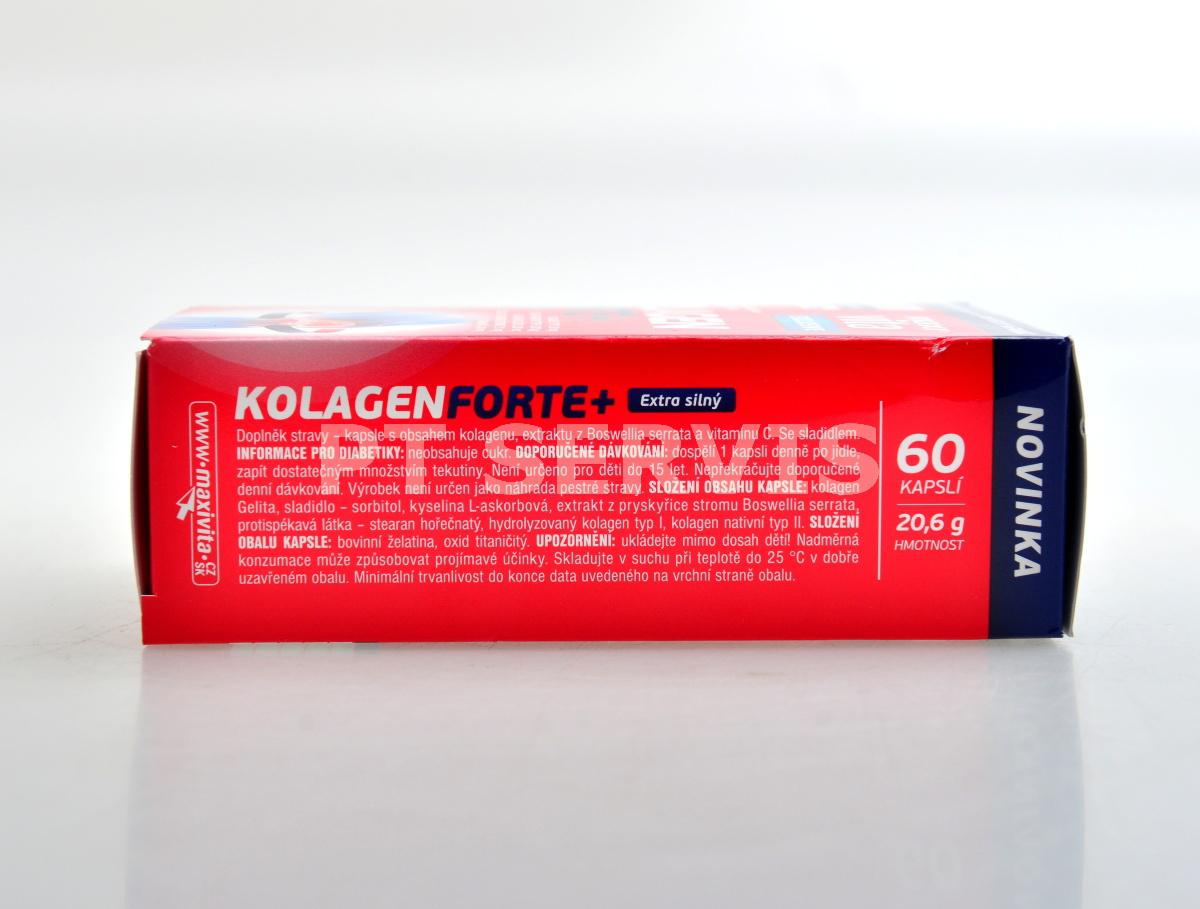 KOLAGENFORTE+ Extra silný
Doplněk stravy – kapsle s obsahem kolagenu, extraktu z Boswellia serrata a vitaminu C. Se sladidlem.
INFORMACE PRO DIABETIKY: neobsahuje cukr. DOPORUČENÉ DÁVKOVÁNÍ: dospělí 1 kapsli denně po jídle,
zapít dostatečným množstvím tekutiny. Není určeno pro děti do 15 let. Nepřekračujte doporučené
denní dávkování. Výrobek není určen jako náhrada pestré stravy. SLOŽENÍ OBSAHU KAPSLE: kolagen
Gelita, sladidlo – sorbitol, kyselina L-askorbová, extrakt z pryskyřice stromu Boswellia serrata,
protispékavá látka – stearan hořečnatý, hydrolyzovaný kolagen typ I, kolagen nativní typ II. SLOŽENÍ
OBALU KAPSLE: bovinní želatina, oxid titaničitý. UPOZORNĚNÍ: ukládejte mimo dosah dětí! Nadměrná
konzumace může způsobovat projímavé účinky. Skladujte v suchu při teplotě do 25 °C v dobře
uzavřeném obalu. Minimální trvanlivost do konce data uvedeného na vrchní straně obalu.
www.maxivita.cz
sk
60
KAPSLÍ
20,6 g
HMOTNOST
NOVINKA
PT SERVIS